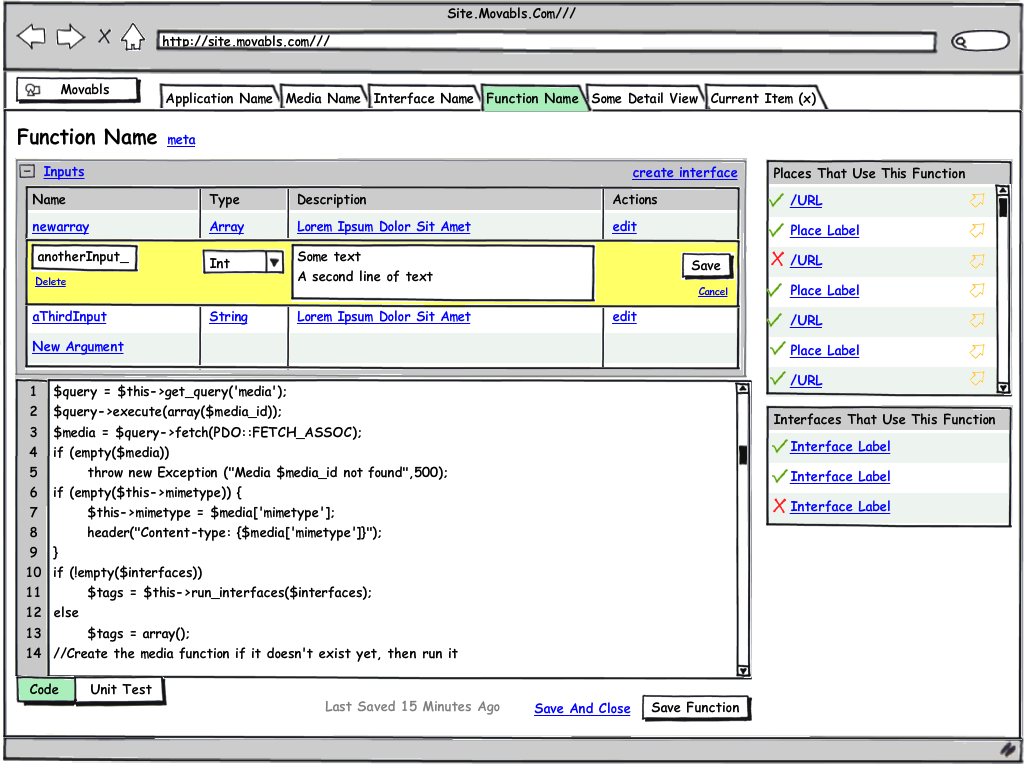 Site.Movabls.Com///
http://site.movabls.com///
Movabls
Application Name Media Name Interface Name Function Name Some Detail View Current Item (x)
Function Name meta
Inputs create interface
Name Type Description Actions
newarray Array Lorem Ipsum Dolor Sit Amet edit
anotherInput_ Int Some text
A second line of text
Save
Delete Cancel
aThirdInput String Lorem Ipsum Dolor Sit Amet edit
New Argument
1 $query = $this->get_query('media');
2 $query->execute(array($media_id));
3 $media = $query->fetch(PDO::FETCH_ASSOC);
4 if (empty($media))
5 throw new Exception ("Media $media_id not found",500);
6 if (empty($this->mimetype)) {
7 $this->mimetype = $media['mimetype'];
8 header("Content-type: {$media['mimetype']}");
9 }
10 if (!empty($interfaces))
11 $tags = $this->run_interfaces($interfaces);
12 else
13 $tags = array();
14 //Create the media function if it doesn't exist yet, then run it
Code Unit Test
Last Saved 15 Minutes Ago Save And Close Save Function
Places That Use This Function
/URL
Place Label
/URL
Place Label
/URL
Place Label
/URL
Interfaces That Use This Function
Interface Label
Interface Label
Interface Label